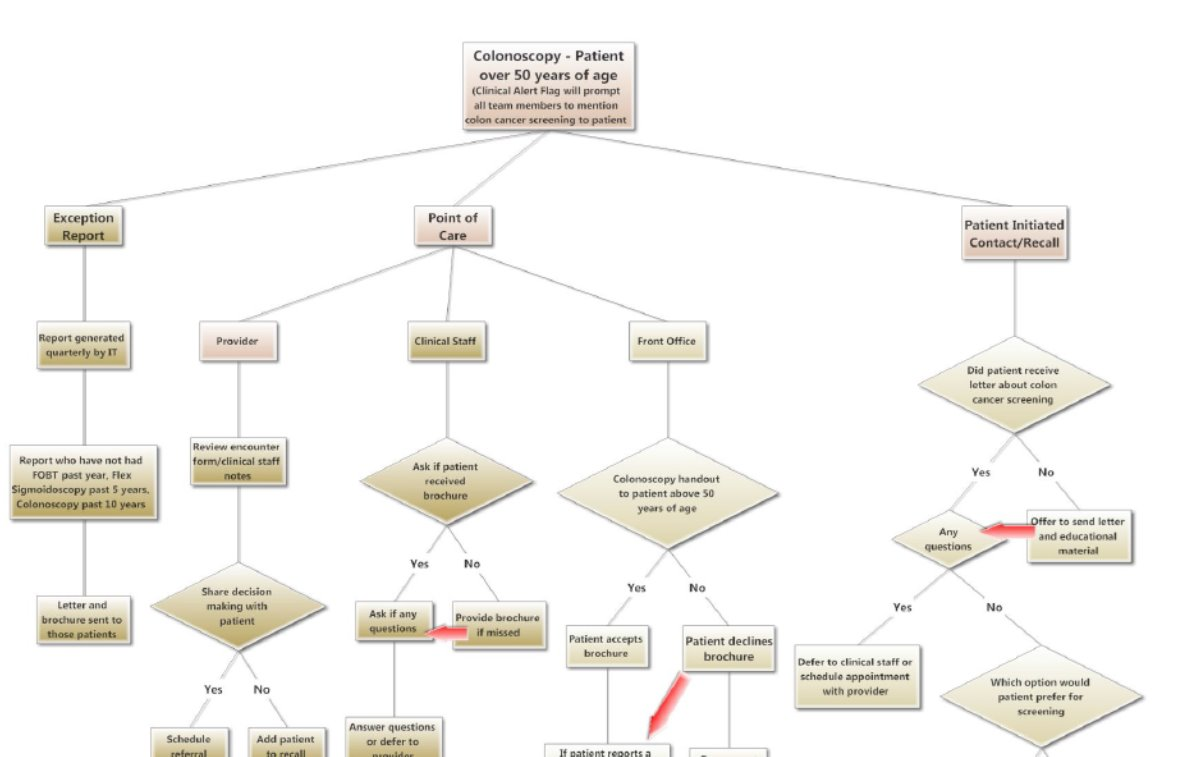 Colonoscopy - Patient
over 50 years of age
(Clinical Alert Flag will prompt
all team members to mention
colon cancer screening to patient
Exception
Report
Point of
Care
Patient Initiated
Contact/Recall
Report generated
quarterly by IT
Provider
Clinical Staff
Front Office
Did patient receive
letter about colon
cancer screening
Report who have not had
FOBT past year, Flex
Sigmoidoscopy past 5 years,
Colonoscopy past 10 years
Review encounter
form/clinical staff
notes
Ask if patient
received
brochure
Colonoscopy handout
to patient above 50
years of age
Yes
No
Any
questions
Offer to send letter
and educational
material
Letter and
brochure sent to
those patients
Share decision
making with
patient
Yes
No
Ask if any
questions
Provide brochure
if missed
Yes
No
Patient accepts
brochure
Patient declines
brochure
Yes
No
Defer to clinical staff or
schedule appointment
with provider
Which option would
patient prefer for
screening
Yes
No
Schedule
referral
Add patient
to recall
Answer questions
or defer to
provider
If patient reports a